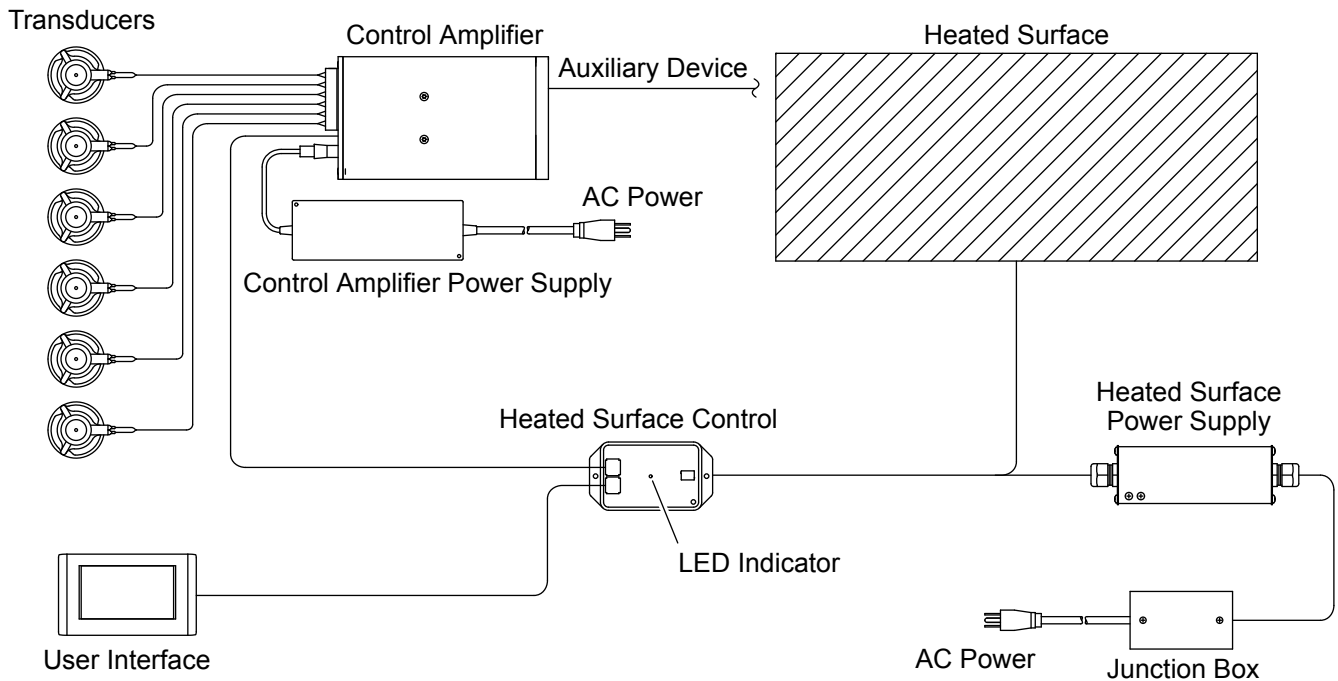 Transducers
Control Amplifier
Heated Surface
Auxiliary Device
AC Power
Control Amplifier Power Supply
Heated Surface
Power Supply
Heated Surface Control
LED Indicator
User Interface
AC Power
Junction Box